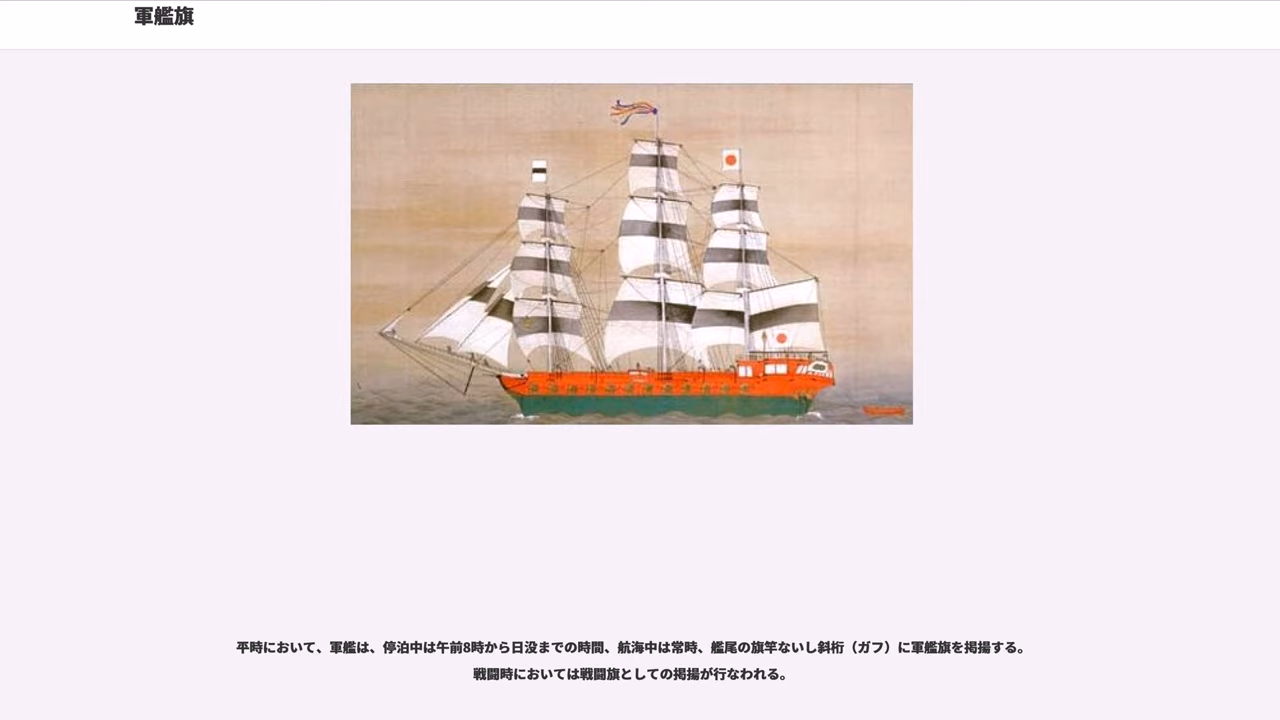 軍艦旗
平時において、軍艦は、停泊中は午前8時から日没までの時間、航海中は常時、艦尾の旗竿ないし斜桁（ガフ）に軍艦旗を掲揚する。
戦闘時においては戦闘旗としての掲揚が行なわれる。